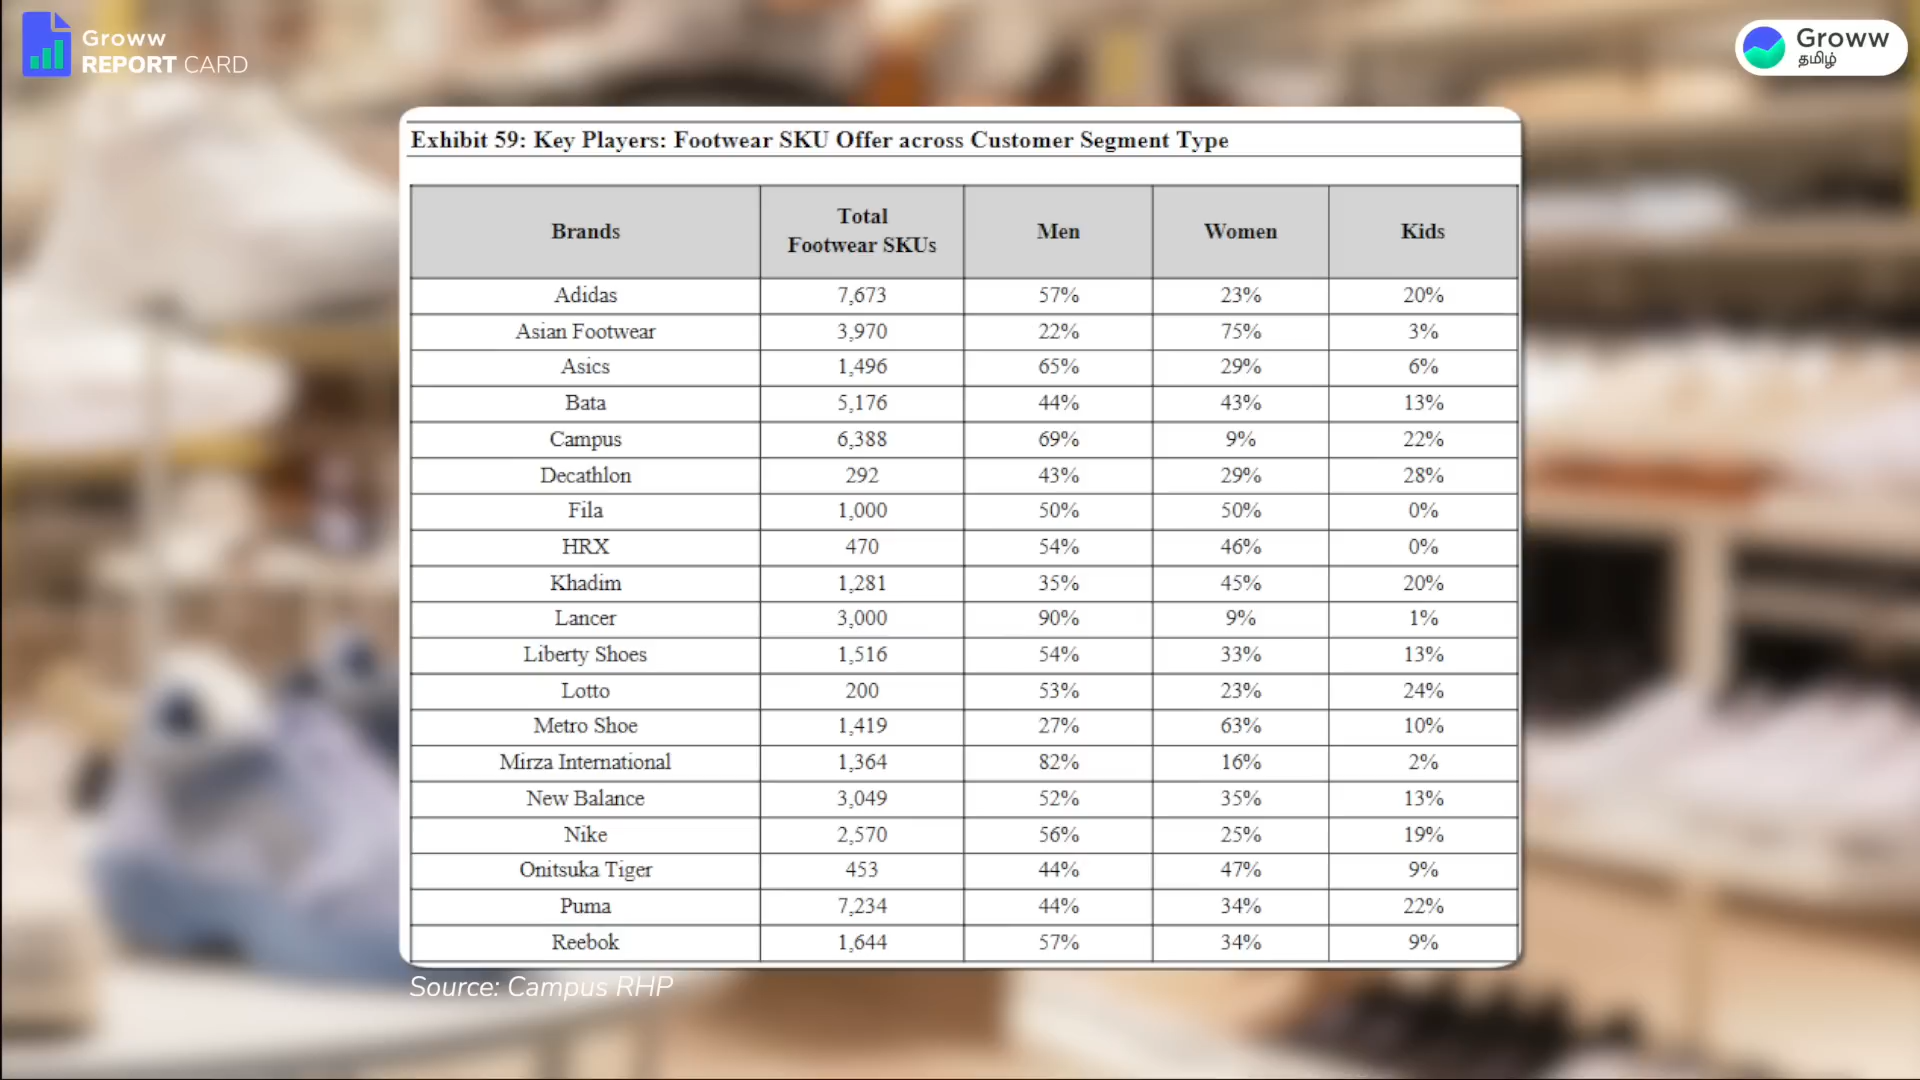 Groww
REPORT CARD
Groww
தமிழ்
Exhibit 59: Key Players: Footwear SKU Offer across Customer Segment Type
Brands Total Footwear SKUs Men Women Kids
Adidas 7,673 57% 23% 20%
Asian Footwear 3,970 22% 75% 3%
Asics 1,496 65% 29% 6%
Bata 5,176 44% 43% 13%
Campus 6,388 69% 9% 22%
Decathlon 292 43% 29% 28%
Fila 1,000 50% 50% 0%
HRX 470 54% 46% 0%
Khadim 1,281 35% 45% 20%
Lancer 3,000 90% 9% 1%
Liberty Shoes 1,516 54% 33% 13%
Lotto 200 53% 23% 24%
Metro Shoe 1,419 27% 63% 10%
Mirza International 1,364 82% 16% 2%
New Balance 3,049 52% 35% 13%
Nike 2,570 56% 25% 19%
Onitsuka Tiger 453 44% 47% 9%
Puma 7,234 44% 34% 22%
Reebok 1,644 57% 34% 9%
Source: Campus RHP